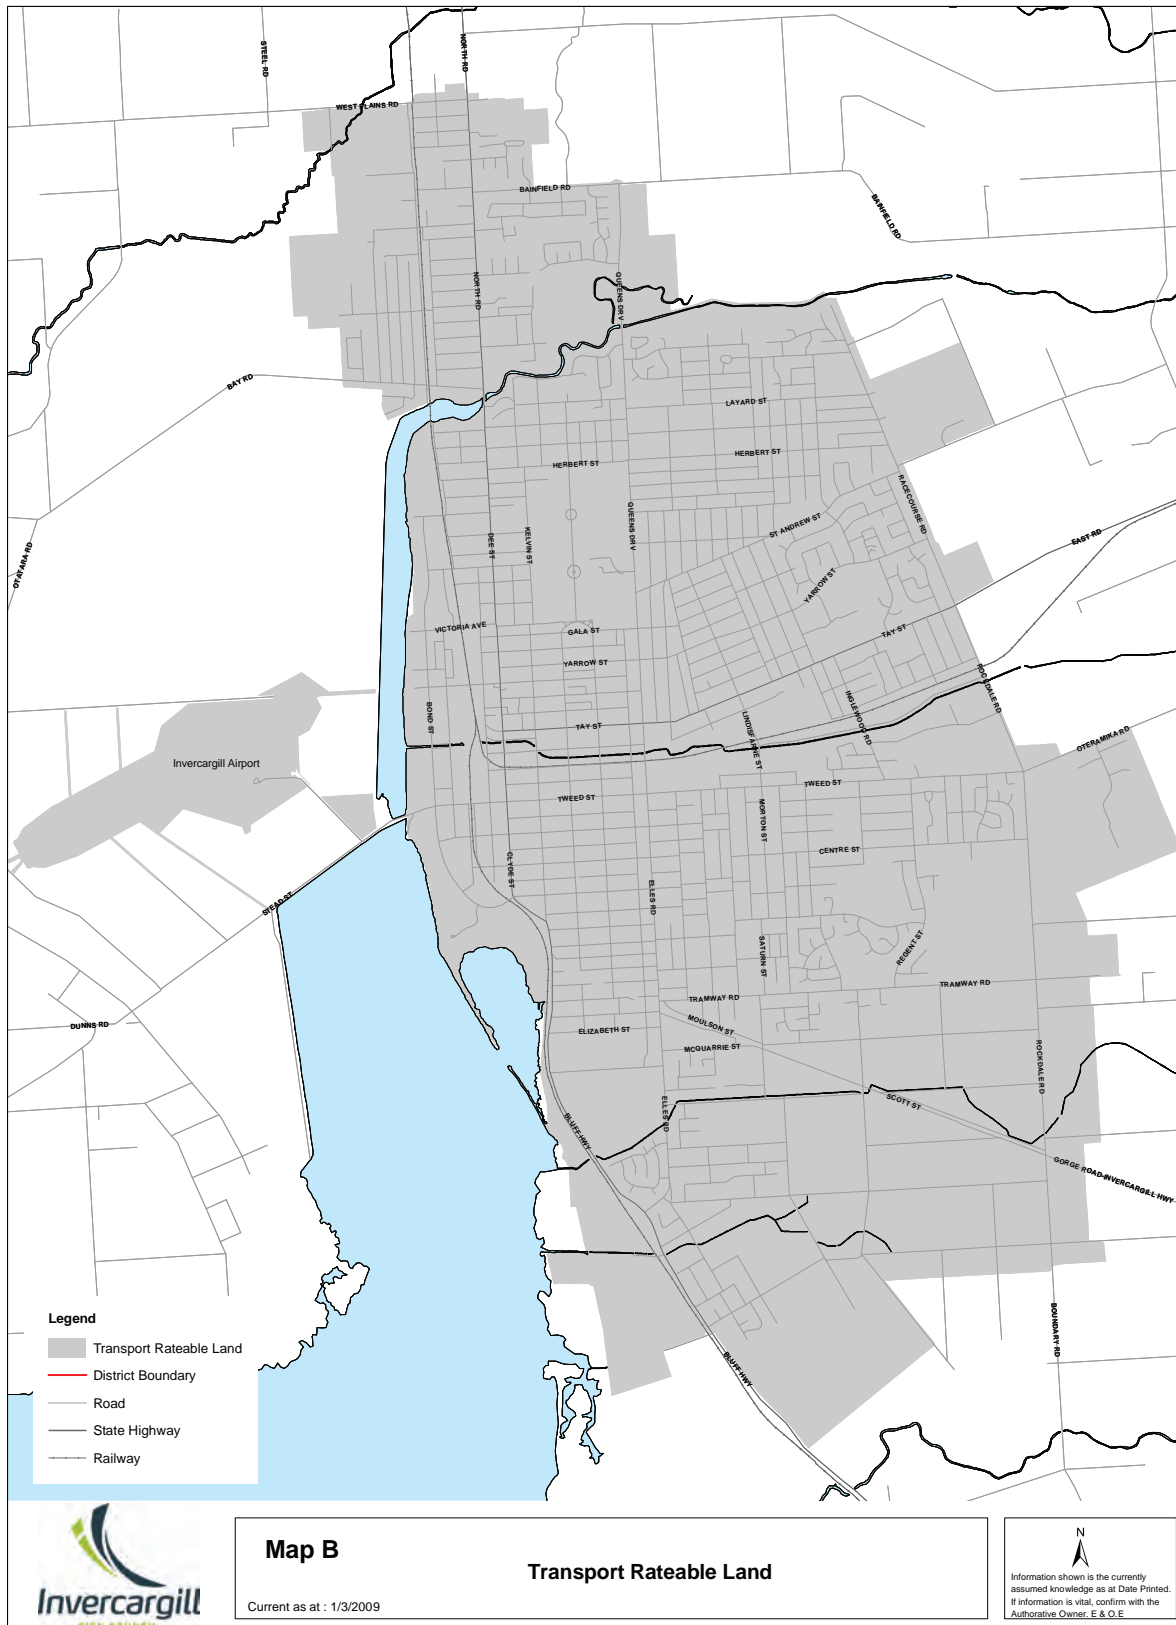 STEEL RD
NORTH RD
WEST PLAINS RD
BAINFIELD RD
BAINFIELD RD
NORTH RD
QUEENS DRV
BAY RD
LAYARD ST
HERBERT ST
HERBERT ST
RACECOURSE RD
QUEENS DRV
ST ANDREW ST
DEE ST
KELVIN ST
EAST RD
OTATARA RD
YARROW ST
VICTORIA AVE
GALA ST
TAY ST
YARROW ST
ROCKDALE RD
INGLEWOOD RD
BOND ST
TAY ST
LINDISFARNE ST
OTERAMIKA RD
Invercargill Airport
TWEED ST
TWEED ST
MORTON ST
CENTRE ST
CLYDE ST
ELLES RD
STEAD ST
REGENT ST
SATURN ST
TRAMWAY RD
TRAMWAY RD
DUNNS RD
MOULSON ST
ELIZABETH ST
MCQUARRIE ST
ROCKDALE RD
ELLES RD
SCOTT ST
BLUFF HWY
GORGE ROAD-INVERCARGILL HWY
BOUNDARY RD
BLUFF HWY
Legend
Transport Rateable Land
District Boundary
Road
State Highway
Railway
Invercargill
Map B
Transport Rateable Land
Current as at : 1/3/2009
N
Information shown is the currently
assumed knowledge as at Date Printed.
If information is vital, confirm with the
Authorative Owner. E & O.E